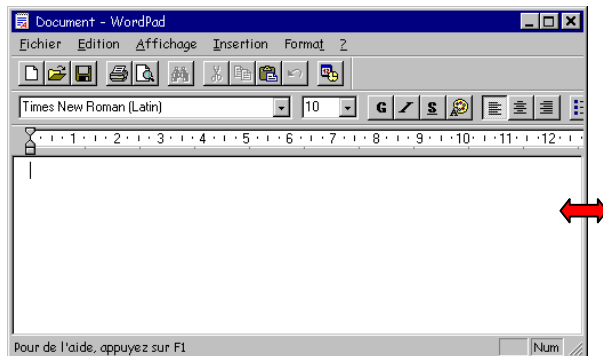 Document - WordPad
Fichier Edition Affichage Insertion Format ?
Times New Roman (Latin) 10 G I S
1 2 3 4 5 6 7 8 9 10 11 12
Pour de l'aide, appuyez sur F1 Num